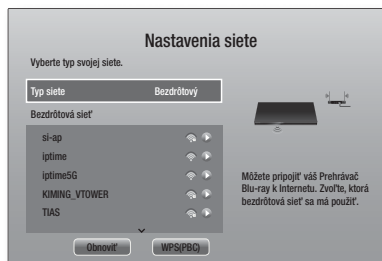 Nastavenia siete
Vyberte typ svojej siete.
Typ siete Bezdrôtový
Bezdrôtová sieť
si-ap
iptime
iptime5G
KIMING_VTOWER
TIAS
Môžete pripojiť váš Prehrávač
Blu-ray k Internetu. Zvoľte, ktorá
bezdrôtová sieť sa má použiť.
Obnoviť WPS(PBC)